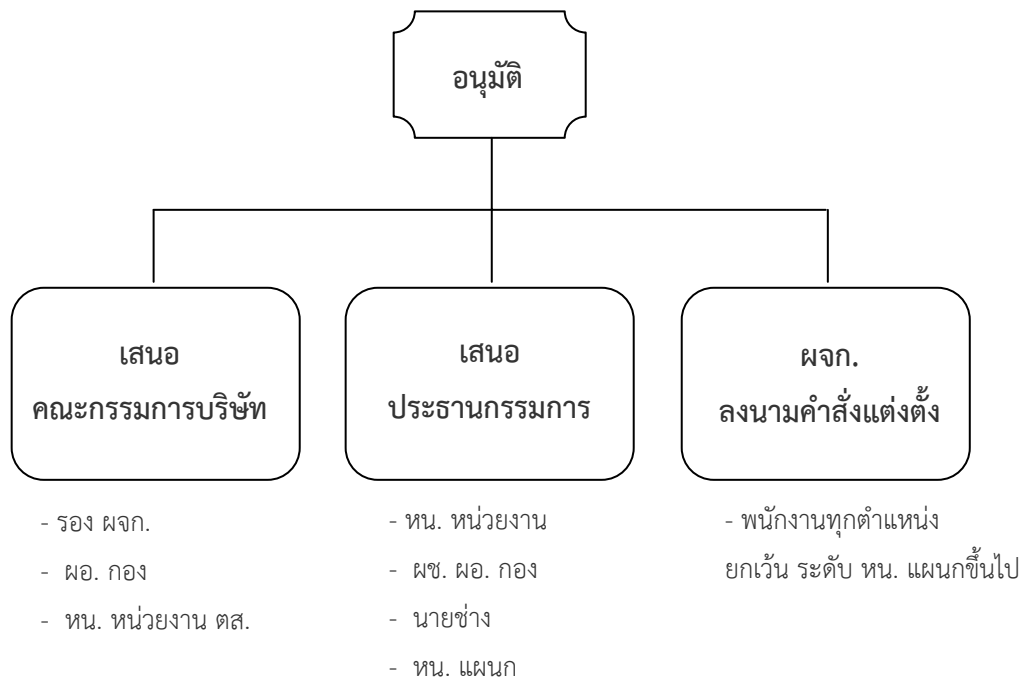 อนุมัติ
เสนอ
คณะกรรมการบริษัท
เสนอ
ประธานกรรมการ
ผจก.
ลงนามคำสั่งแต่งตั้ง
- รอง ผจก.
- ผอ. กอง
- หน. หน่วยงาน ตส.
- หน. หน่วยงาน
- ผช. ผอ. กอง
- นายช่าง
- หน. แผนก
- พนักงานทุกตำแหน่ง
ยกเว้น ระดับ หน. แผนกขึ้นไป